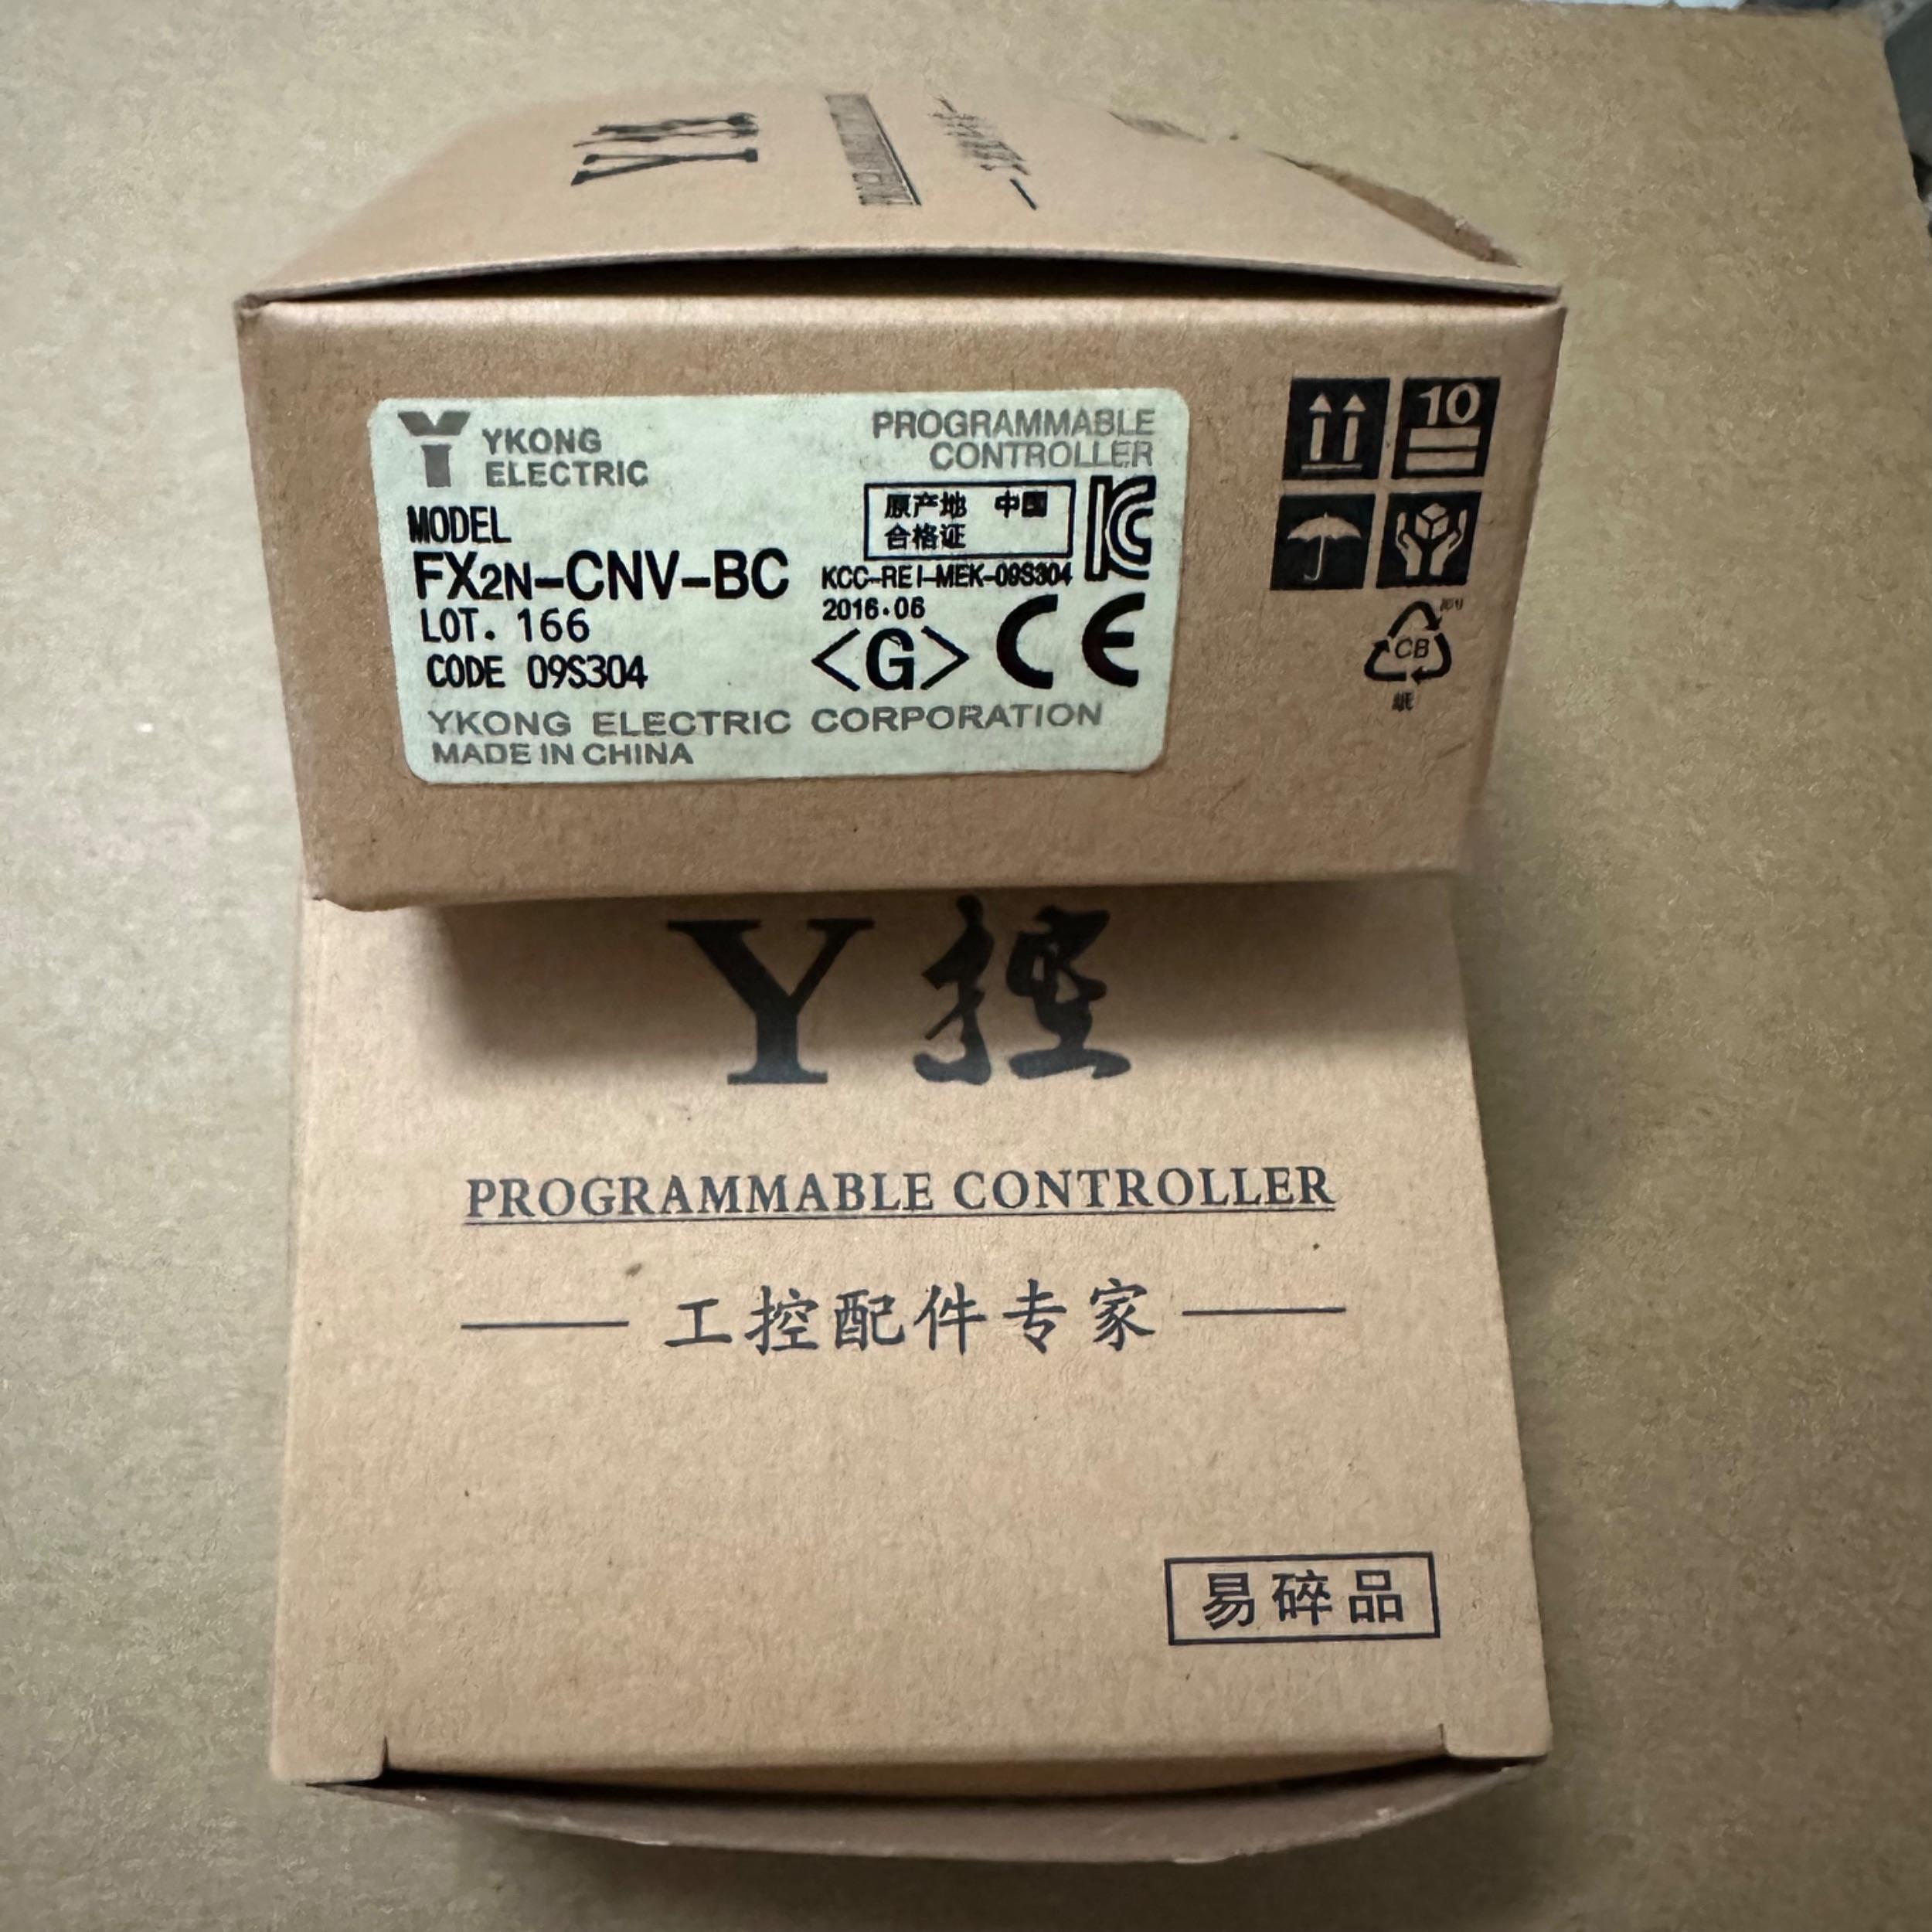 YKONG
ELECTRIC
PROGRAMMABLE
CONTROLLER
MODEL
FX2N-CNV-BC
LOT. 166
CODE 09S304
原产地 中国
合格证
KCC-REI-MEK-09S304
2016.06
<G> CE
YKONG ELECTRIC CORPORATION
MADE IN CHINA
10
CB
紙
Y控
PROGRAMMABLE CONTROLLER
工控配件专家
易碎品